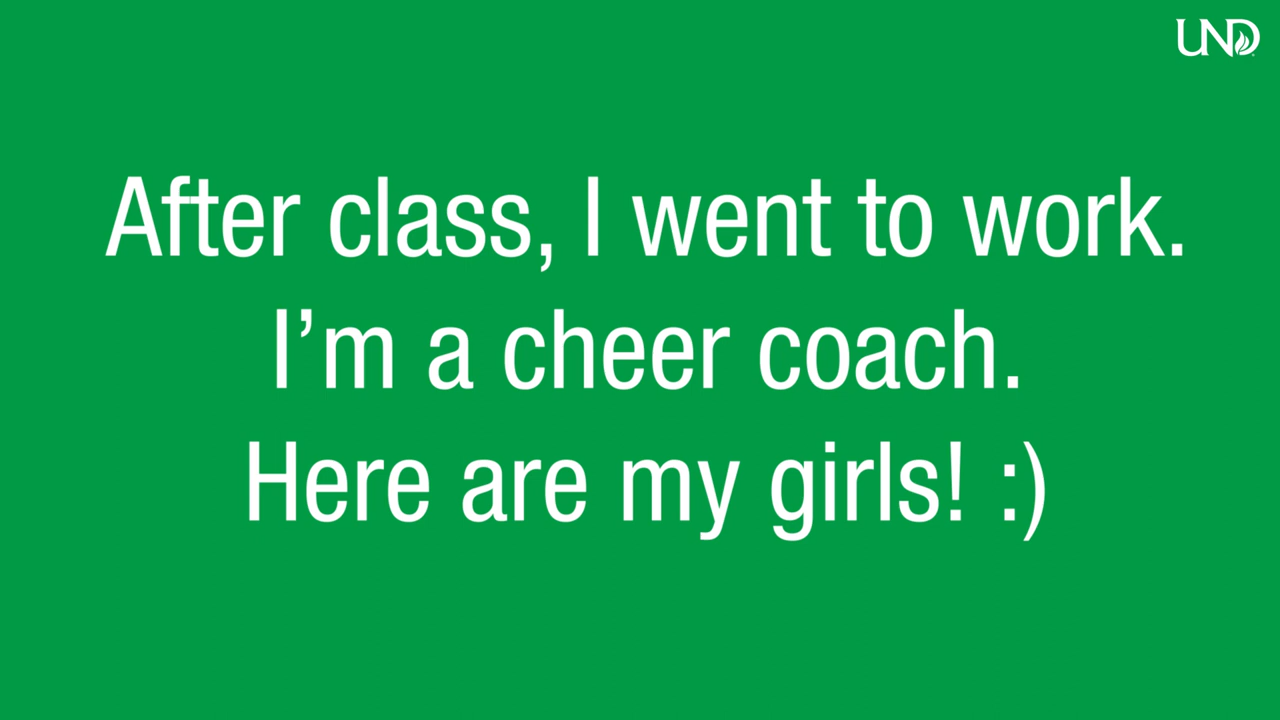 UND
After class, I went to work.
I’m a cheer coach.
Here are my girls! :)